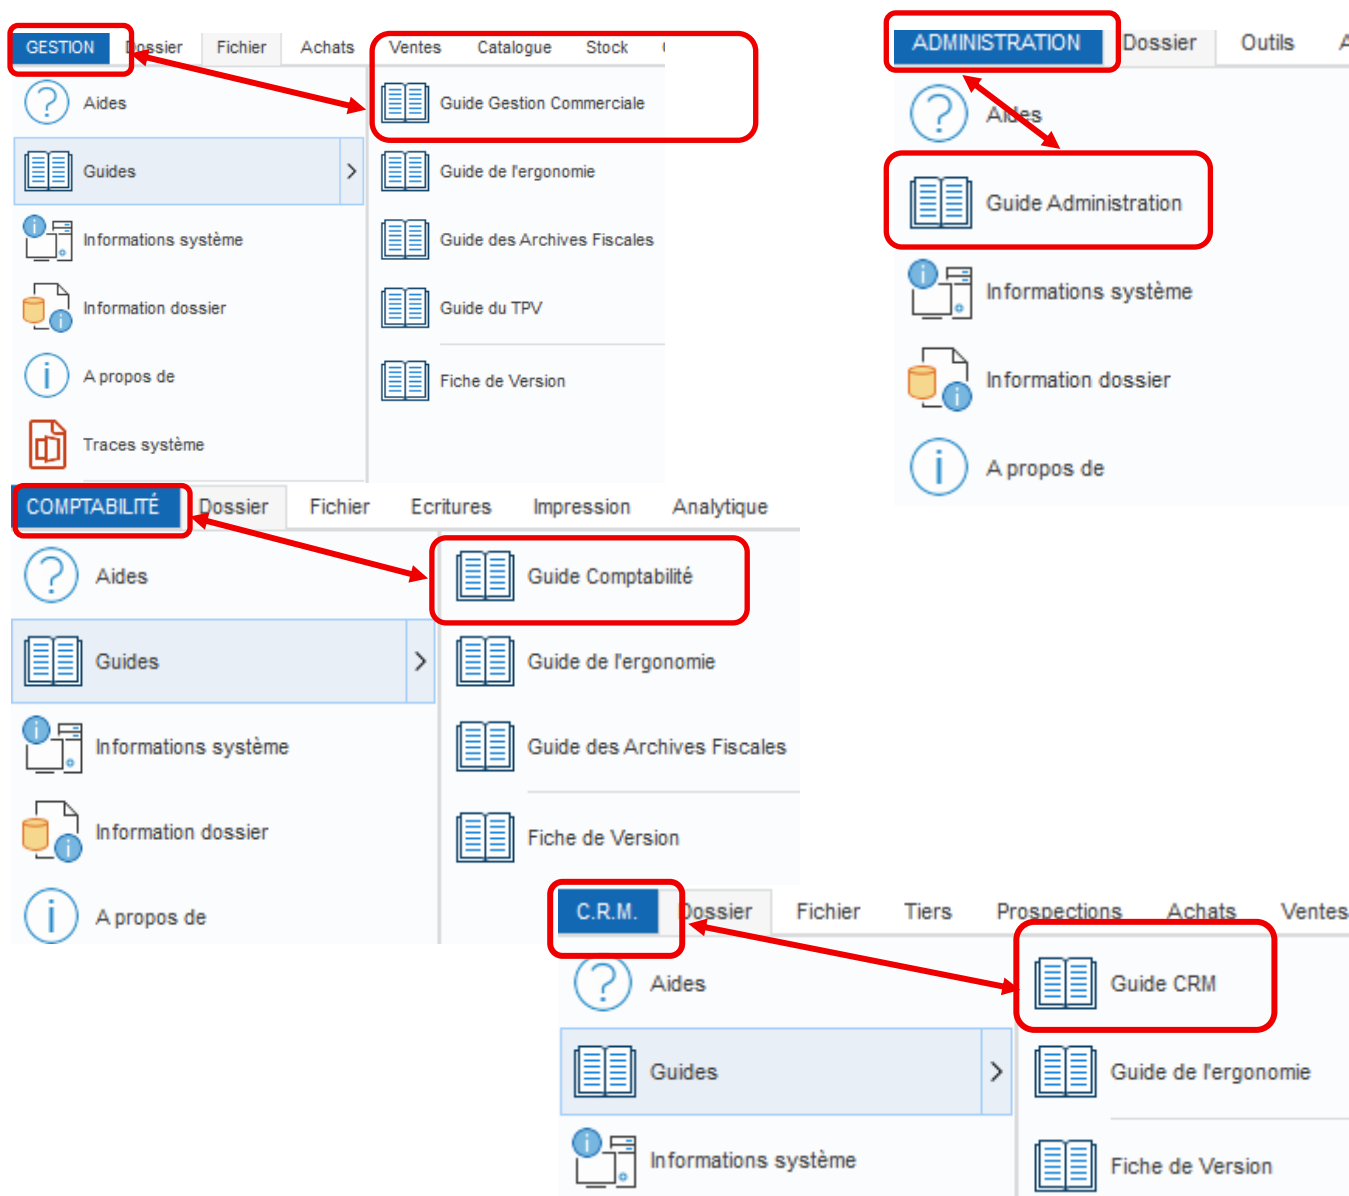 GESTION Dossier Fichier Achats Ventes Catalogue Stock
Aides
Guides
Informations système
Information dossier
A propos de
Traces système
Guide Gestion Commerciale
Guide de l'ergonomie
Guide des Archives Fiscales
Guide du TPV
Fiche de Version
ADMINISTRATION Dossier Outils
Aides
Guide Administration
Informations système
Information dossier
A propos de
COMPTABILITÉ Dossier Fichier Ecritures Impression Analytique
Aides
Guides
Informations système
Information dossier
A propos de
Guide Comptabilité
Guide de l'ergonomie
Guide des Archives Fiscales
Fiche de Version
C.R.M. Dossier Fichier Tiers Prospections Achats Ventes
Aides
Guides
Informations système
Guide CRM
Guide de l'ergonomie
Fiche de Version